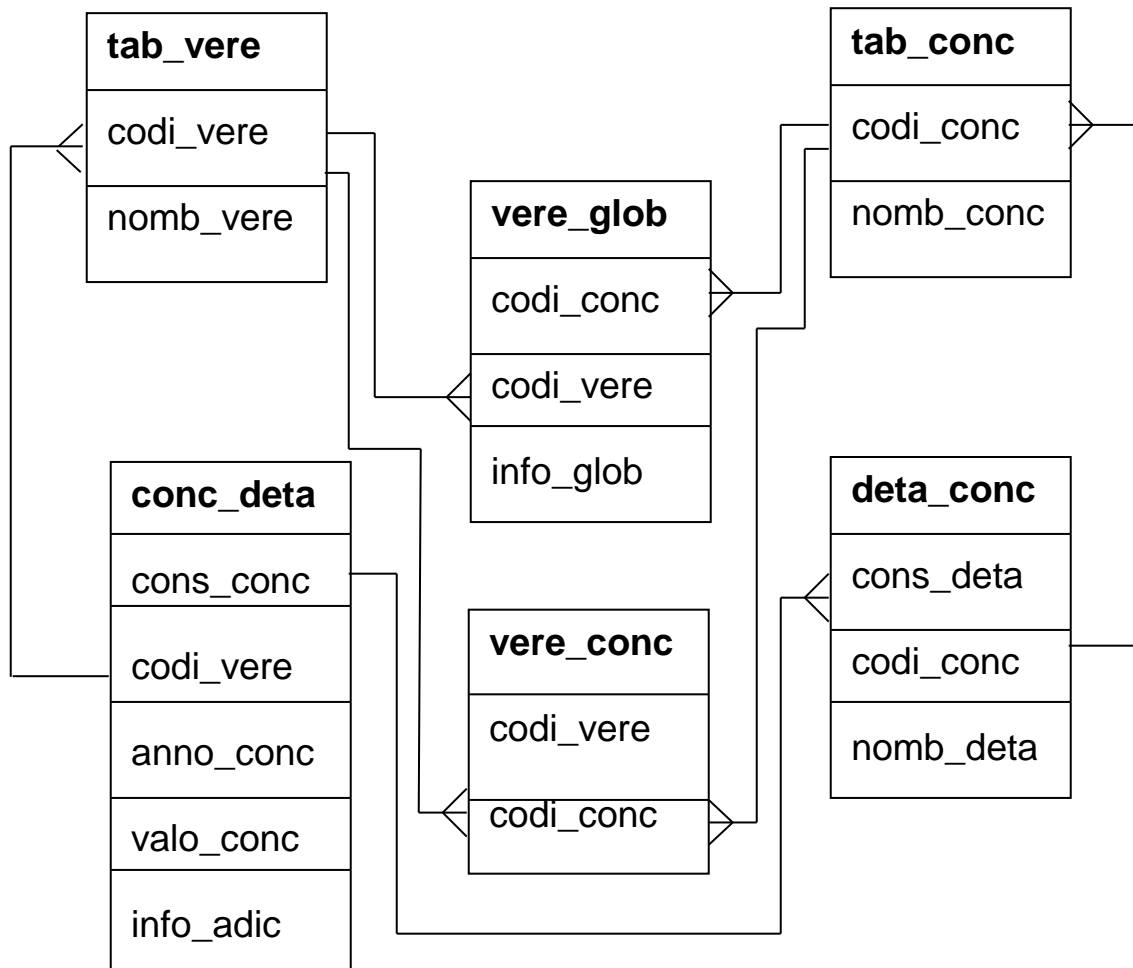 tab_vere
codi_vere
nomb_vere
tab_conc
codi_conc
nomb_conc
vere_glob
codi_conc
codi_vere
info_glob
conc_deta
cons_conc
codi_vere
anno_conc
valo_conc
info_adic
vere_conc
codi_vere
codi_conc
deta_conc
cons_deta
codi_conc
nomb_deta